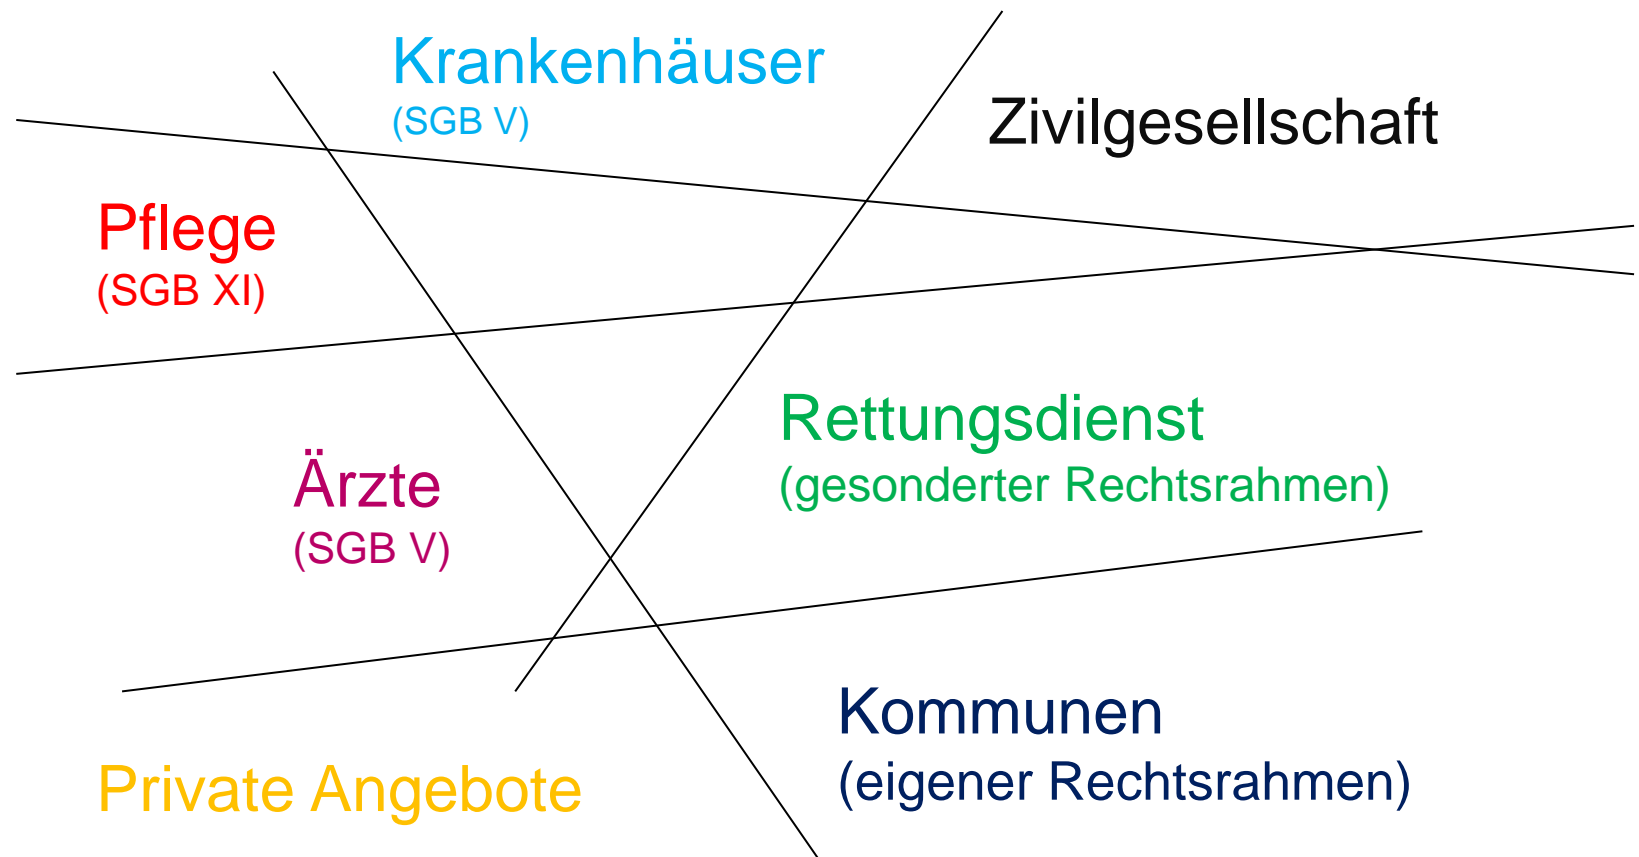 Krankenhäuser
(SGB V)
Zivilgesellschaft
Pflege
(SGB XI)
Rettungsdienst
(gesonderter Rechtsrahmen)
Ärzte
(SGB V)
Kommunen
(eigener Rechtsrahmen)
Private Angebote